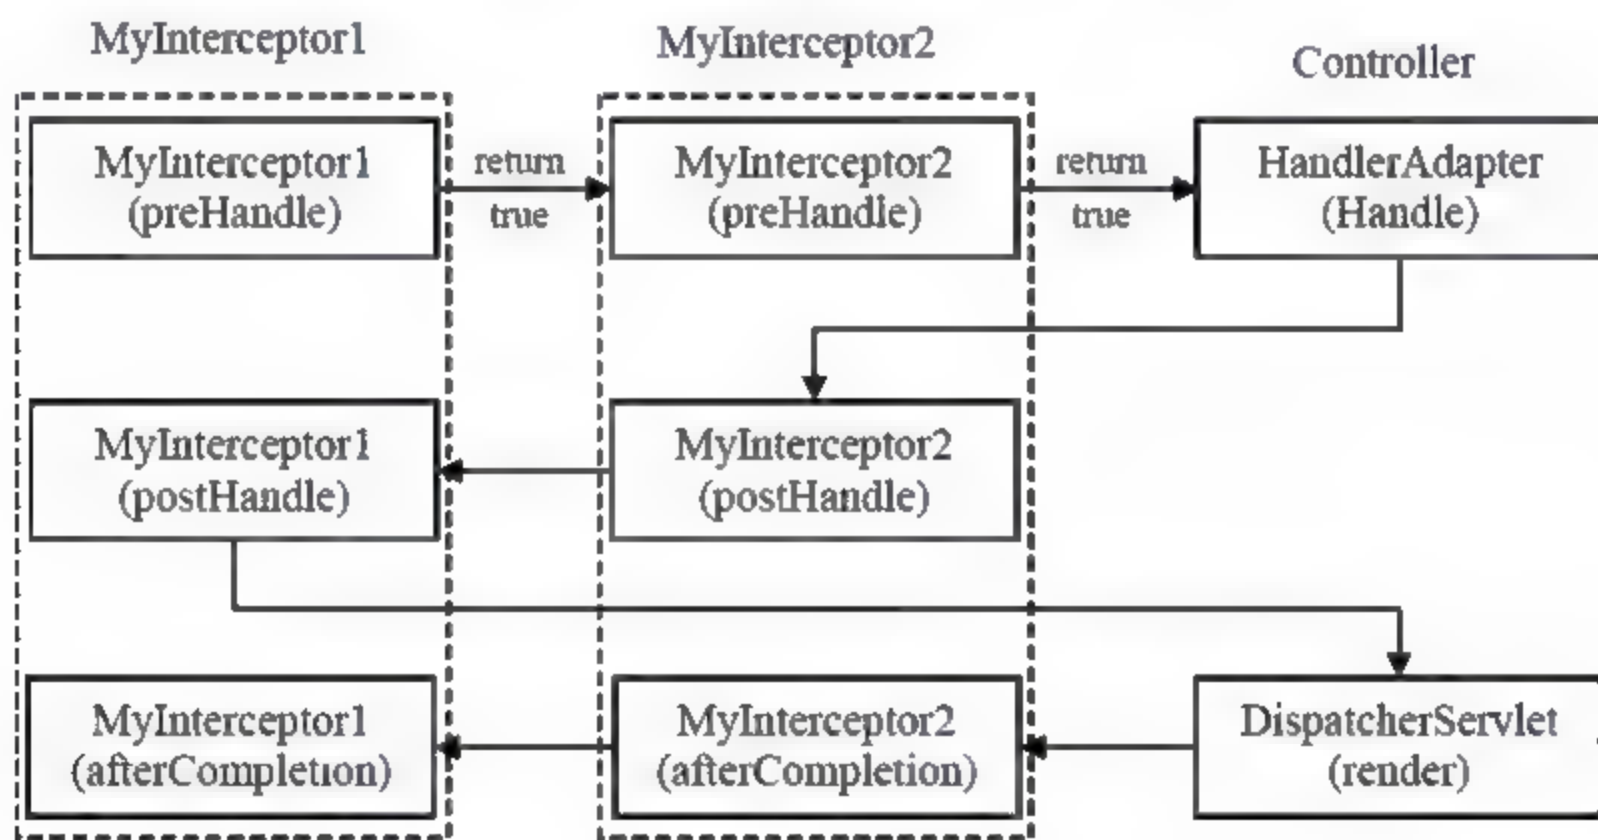 MyInterceptor1
MyInterceptor2
Controller
MyInterceptor1
(preHandle)
return
true
MyInterceptor2
(preHandle)
return
true
HandlerAdapter
(Handle)
MyInterceptor1
(postHandle)
MyInterceptor2
(postHandle)
MyInterceptor1
(afterCompletion)
MyInterceptor2
(afterCompletion)
DispatcherServlet
(render)